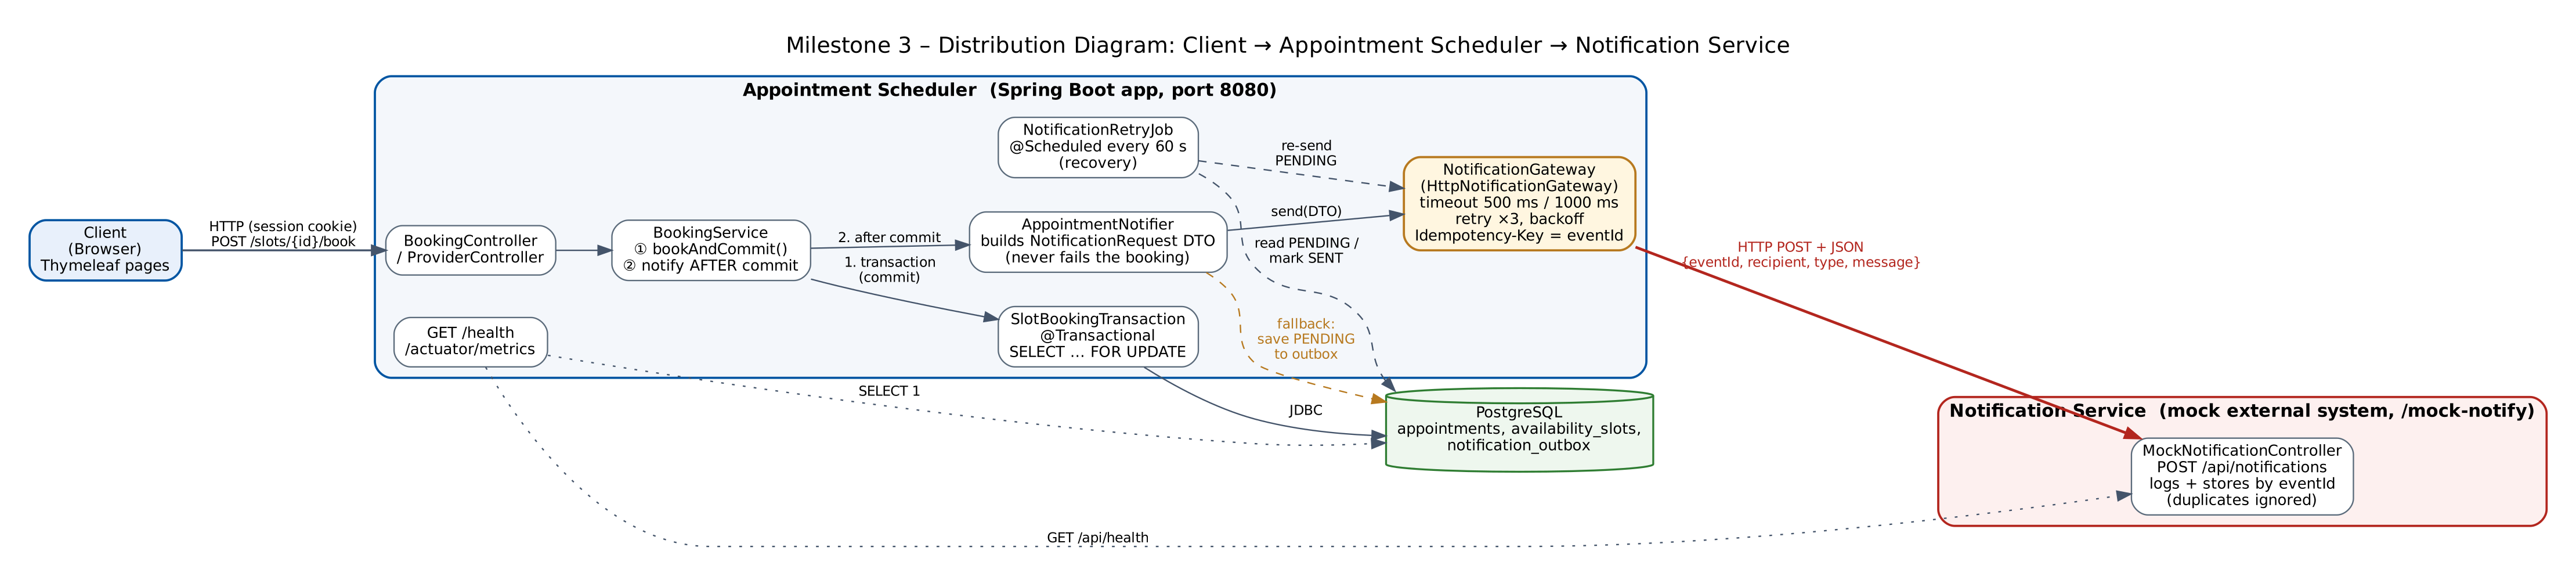 Milestone 3 – Distribution Diagram: Client → Appointment Scheduler → Notification Service
Appointment Scheduler  (Spring Boot app, port 8080)
Client
(Browser)
Thymeleaf pages
HTTP (session cookie)
POST /slots/{id}/book
BookingController
/ ProviderController
GET /health
/actuator/metrics
BookingService
① bookAndCommit()
② notify AFTER commit
2. after commit
1. transaction
(commit)
NotificationRetryJob
@Scheduled every 60 s
(recovery)
AppointmentNotifier
builds NotificationRequest DTO
(never fails the booking)
SlotBookingTransaction
@Transactional
SELECT … FOR UPDATE
re-send
PENDING
send(DTO)
read PENDING /
mark SENT
fallback:
save PENDING
to outbox
NotificationGateway
(HttpNotificationGateway)
timeout 500 ms / 1000 ms
retry ×3, backoff
Idempotency-Key = eventId
HTTP POST + JSON
{eventId, recipient, type, message}
SELECT 1
JDBC
PostgreSQL
appointments, availability_slots,
notification_outbox
Notification Service  (mock external system, /mock-notify)
MockNotificationController
POST /api/notifications
logs + stores by eventId
(duplicates ignored)
GET /api/health